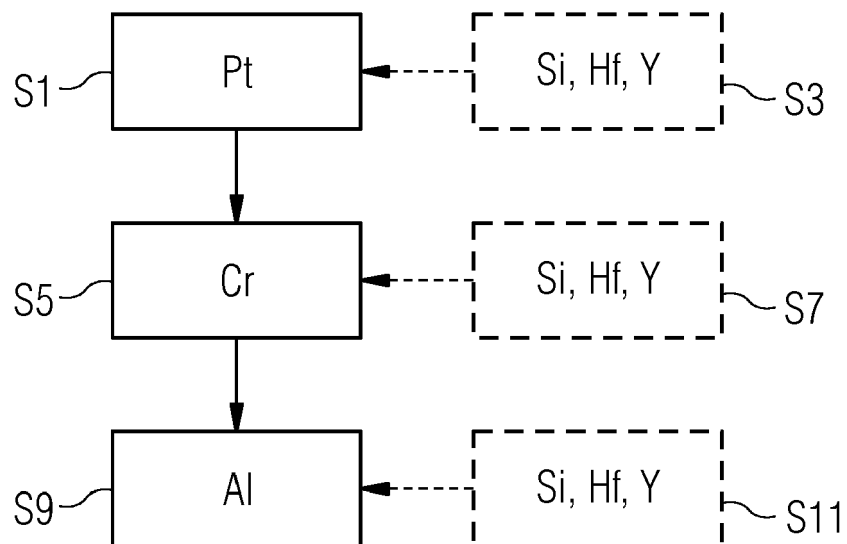 S1
Pt
Si, Hf, Y
S3
S5
Cr
Si, Hf, Y
S7
S9
Al
Si, Hf, Y
S11